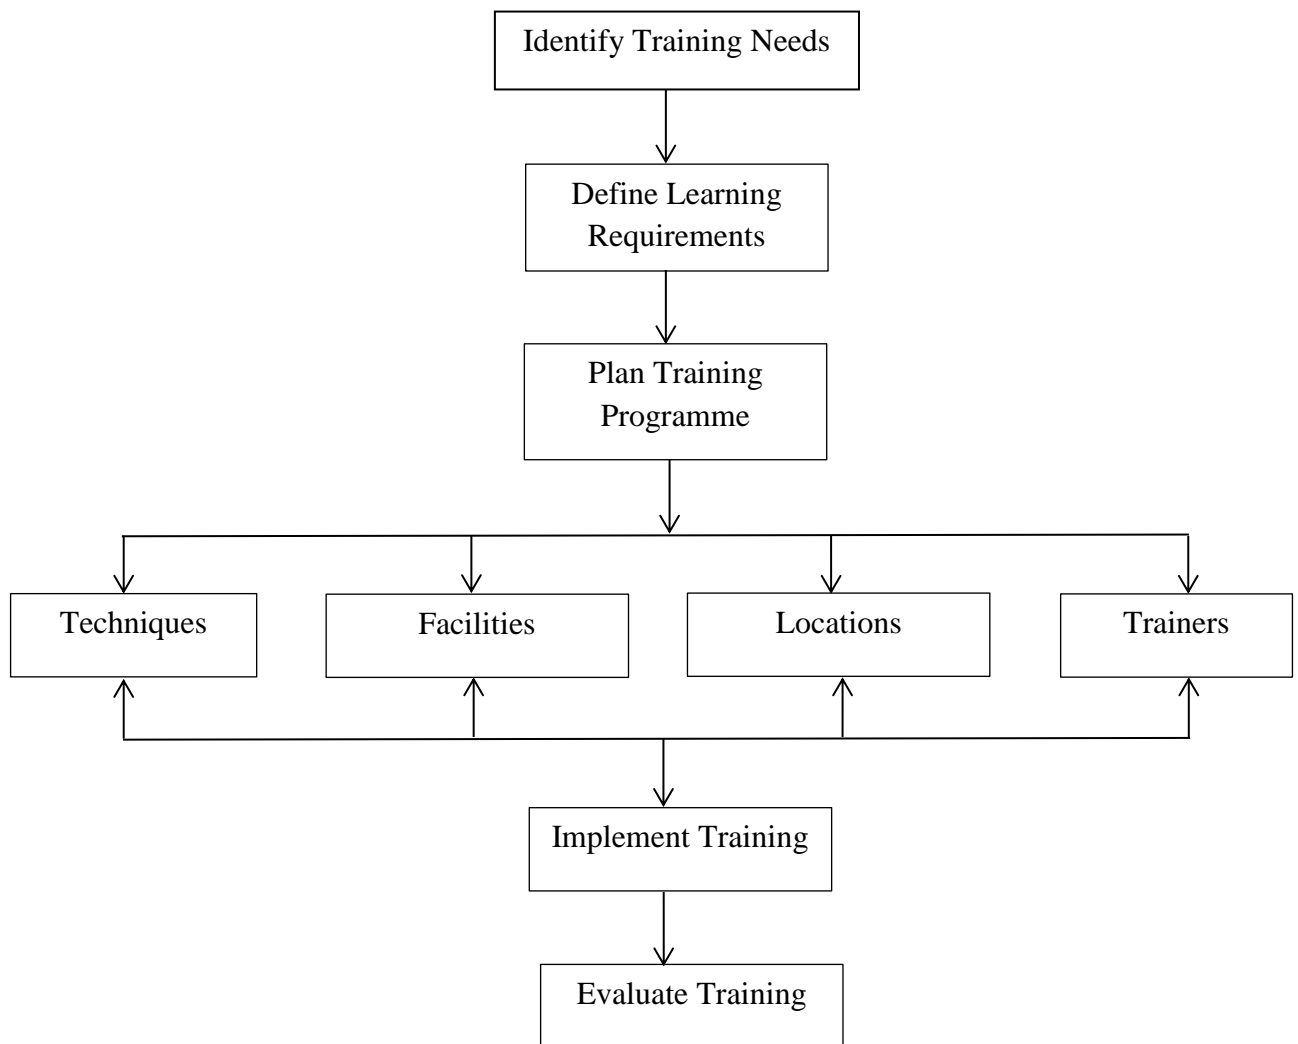 Identify Training Needs
Define Learning
Requirements
Plan Training
Programme
Techniques
Facilities
Locations
Trainers
Implement Training
Evaluate Training